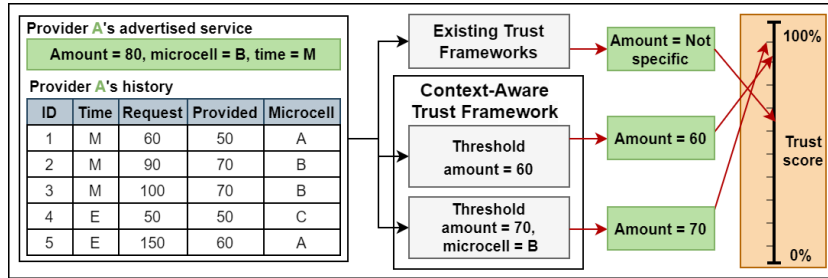 Provider A's advertised service
Amount = 80, microcell = B, time = M
Provider A's history
ID Time Request Provided Microcell
1 M 60 50 A
2 M 90 70 B
3 M 100 70 B
4 E 50 50 C
5 E 150 60 A
Existing Trust
Frameworks
Context-Aware
Trust Framework
Threshold
amount = 60
Threshold
amount = 70,
microcell = B
Amount = Not
specific
Amount = 60
Amount = 70
100%
Trust
score
0%